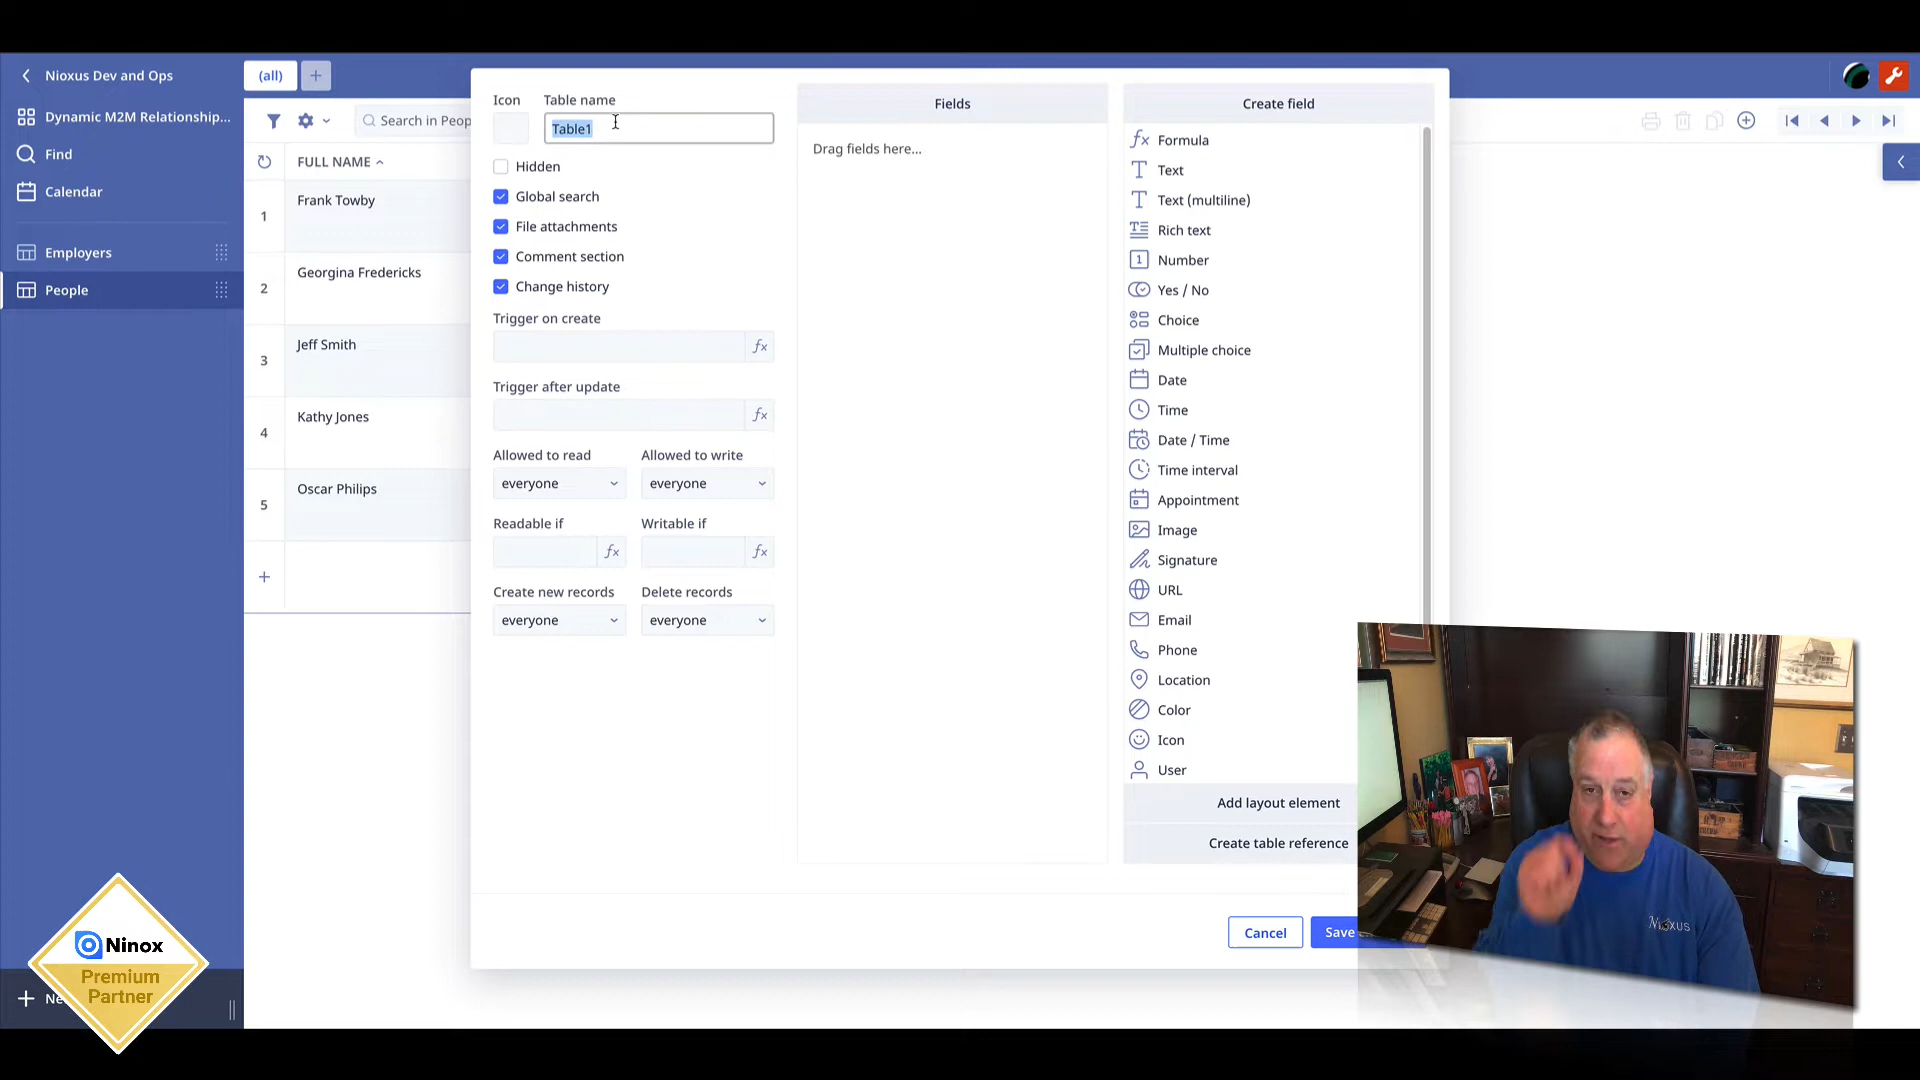 Nioxus Dev and Ops
Dynamic M2M Relationship...
Find
Calendar
Employers
People
Ninox
Premium
Partner
(all)
Search in Peop
FULL NAME
1
Frank Towby
2
Georgina Fredericks
3
Jeff Smith
4
Kathy Jones
5
Oscar Philips
Icon
Table name
Table1
Hidden
Global search
File attachments
Comment section
Change history
Trigger on create
fx
Trigger after update
fx
Allowed to read
Allowed to write
everyone
everyone
Readable if
Writable if
fx
fx
Create new records
Delete records
everyone
everyone
Fields
Drag fields here...
Create field
fx Formula
Text
Text (multiline)
Rich text
Number
Yes / No
Choice
Multiple choice
Date
Time
Date / Time
Time interval
Appointment
Image
Signature
URL
Email
Phone
Location
Color
Icon
User
Add layout element
Create table reference
Cancel
Save